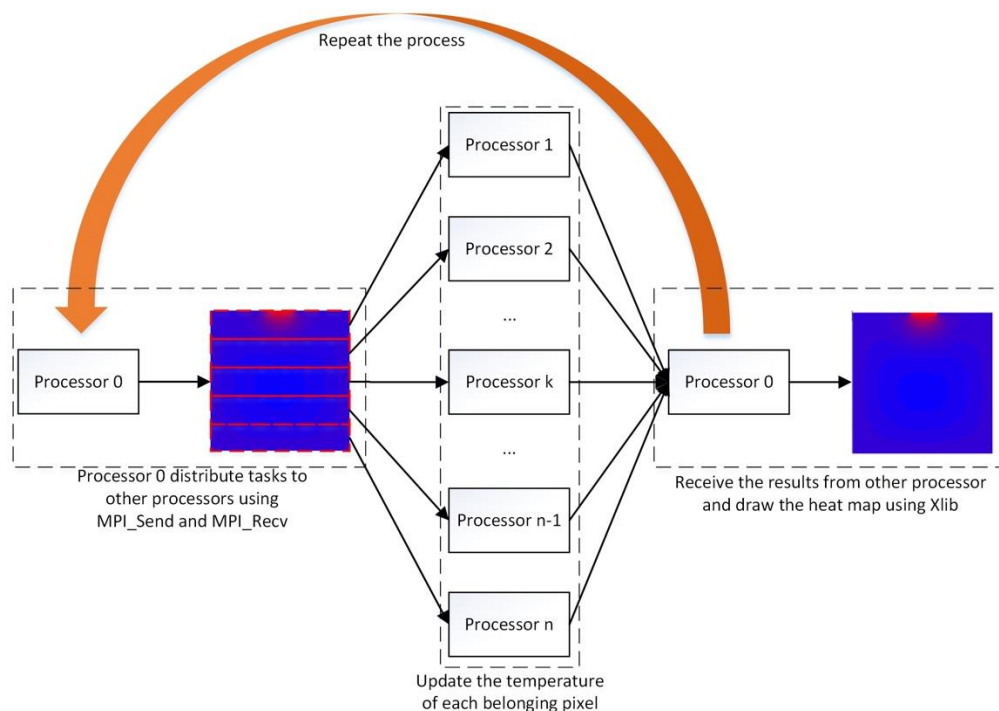 Repeat the process
Processor 1
Processor 2
...
Processor 0
Processor k
Processor 0
...
Processor n-1
Processor n
Processor 0 distribute tasks to
other processors using
MPI_Send and MPI_Recv
Receive the results from other processor
and draw the heat map using Xlib
Update the temperature
of each belonging pixel